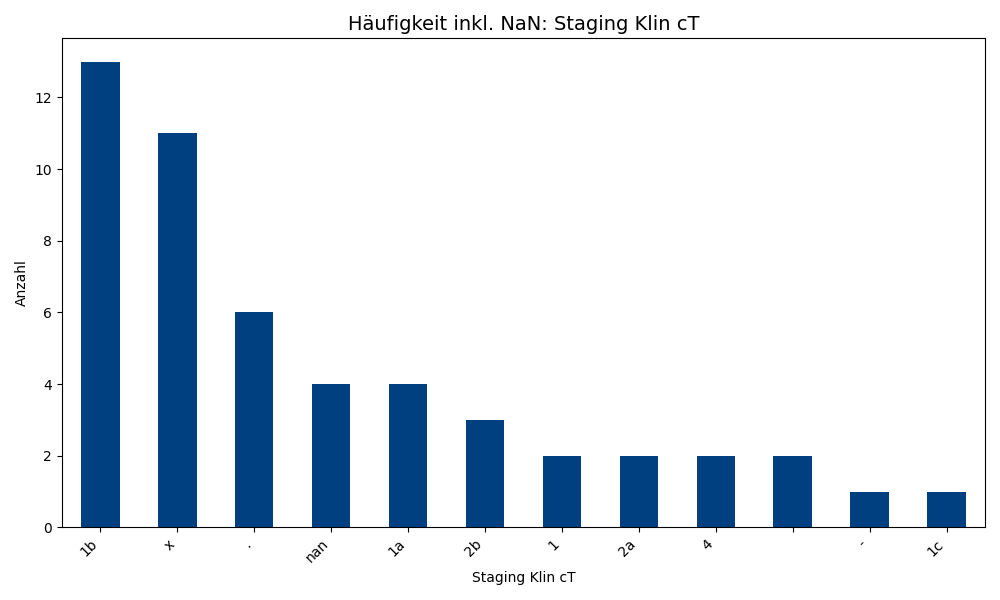 Häufigkeit inkl. NaN: Staging Klin cT
Anzahl
12
10
8
6
4
2
0
1b x . nan 1a 2b 1 2a 4 - 1c
Staging Klin cT